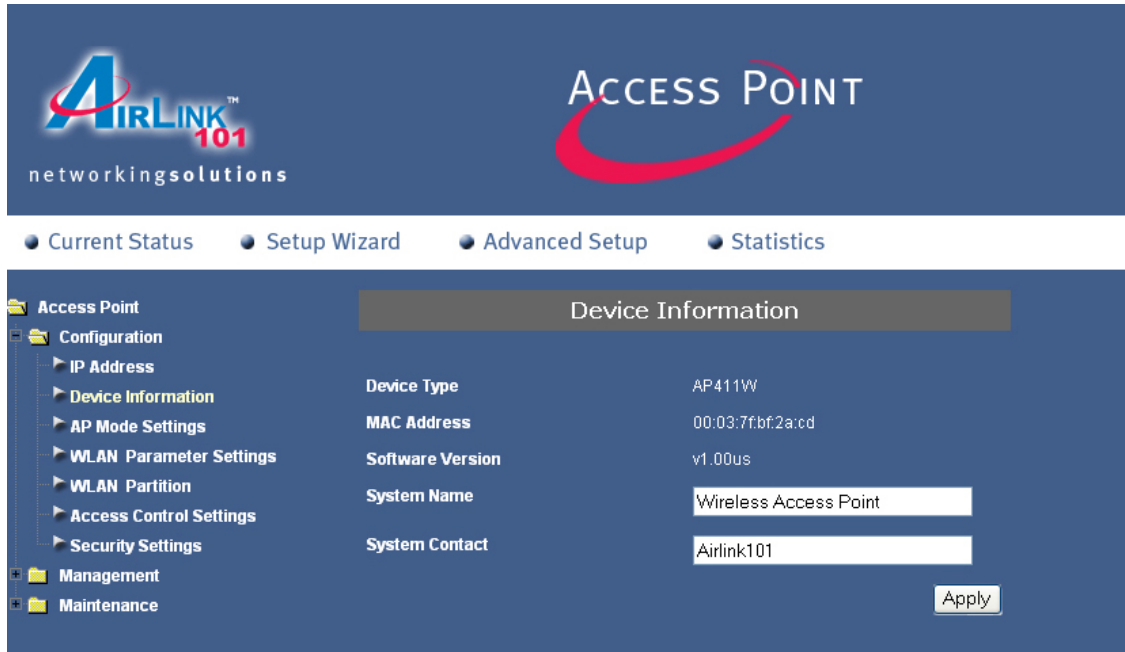 AIRLINK™
101
networkingsolutions
ACCESS POINT
Current Status Setup Wizard Advanced Setup Statistics
Access Point
Configuration
IP Address
Device Information
AP Mode Settings
WLAN Parameter Settings
WLAN Partition
Access Control Settings
Security Settings
Management
Maintenance
Device Information
Device Type AP411W
MAC Address 00:03:7f:bf:2a:cd
Software Version v1.00us
System Name Wireless Access Point
System Contact Airlink101
Apply